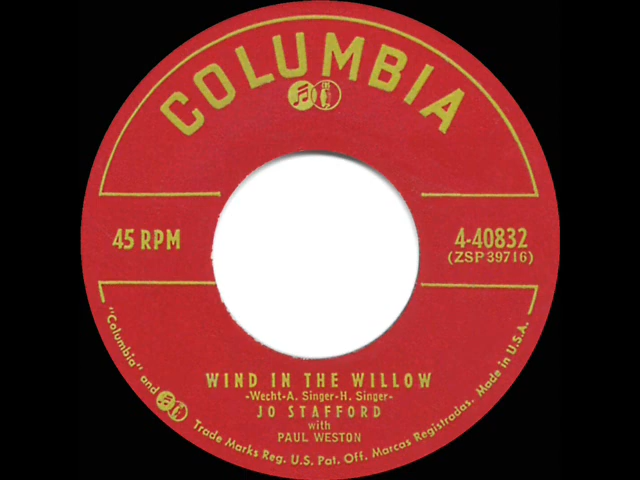 COLUMBIA
45 RPM
4-40832
(ZSP 39716)
WIND IN THE WILLOW
-Wecht-A. Singer-H. Singer-
JO STAFFORD
with
PAUL WESTON
"Columbia" and Trade Marks Reg. U.S. Pat. Off. Marcas Registradas. Made in U.S.A.